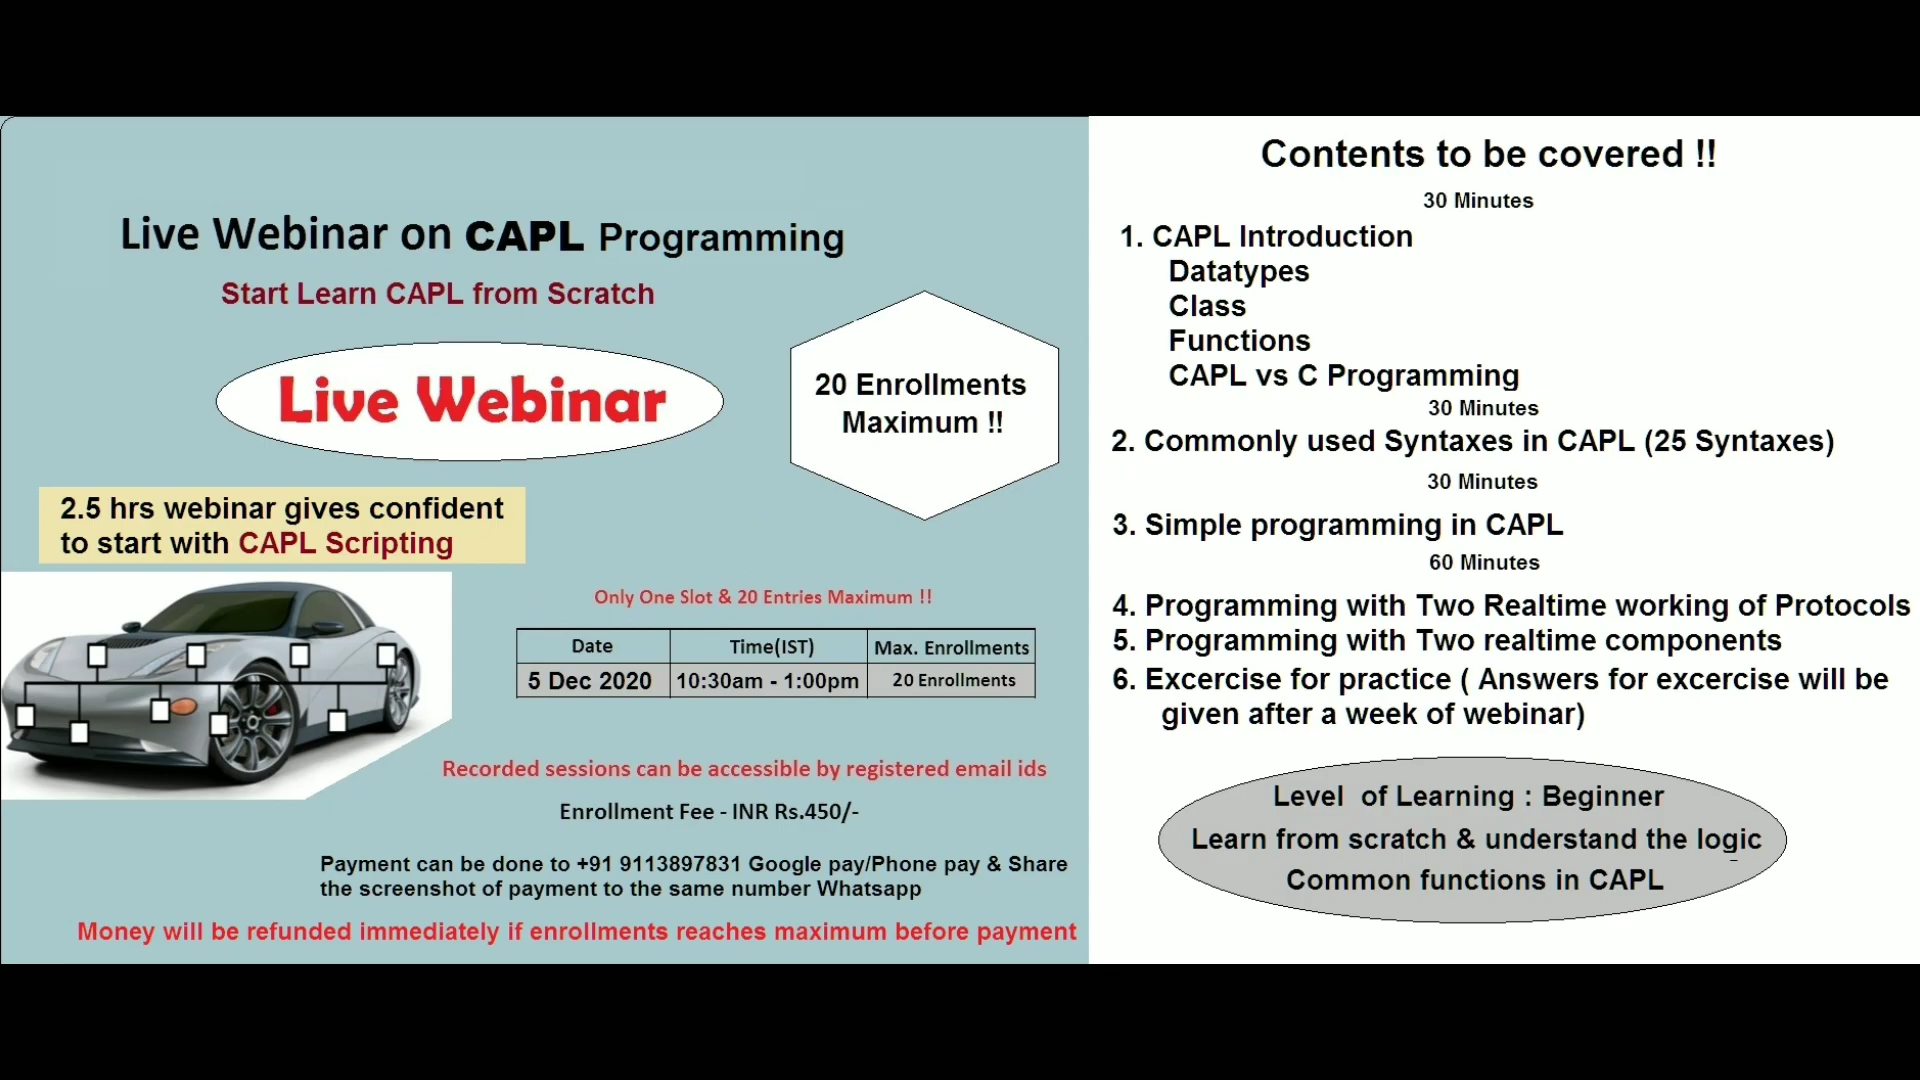 Live Webinar on CAPL Programming
Start Learn CAPL from Scratch
Live Webinar
20 Enrollments
Maximum !!
2.5 hrs webinar gives confident
to start with CAPL Scripting
Only One Slot & 20 Entries Maximum !!
Date Time(IST) Max. Enrollments
5 Dec 2020 10:30am - 1:00pm 20 Enrollments
Recorded sessions can be accessible by registered email ids
Enrollment Fee - INR Rs.450/-
Payment can be done to +91 9113897831 Google pay/Phone pay & Share
the screenshot of payment to the same number Whatsapp
Money will be refunded immediately if enrollments reaches maximum before payment
Contents to be covered !!
30 Minutes
1. CAPL Introduction
Datatypes
Class
Functions
CAPL vs C Programming
30 Minutes
2. Commonly used Syntaxes in CAPL (25 Syntaxes)
30 Minutes
3. Simple programming in CAPL
60 Minutes
4. Programming with Two Realtime working of Protocols
5. Programming with Two realtime components
6. Excercise for practice ( Answers for excercise will be
given after a week of webinar)
Level of Learning : Beginner
Learn from scratch & understand the logic
Common functions in CAPL